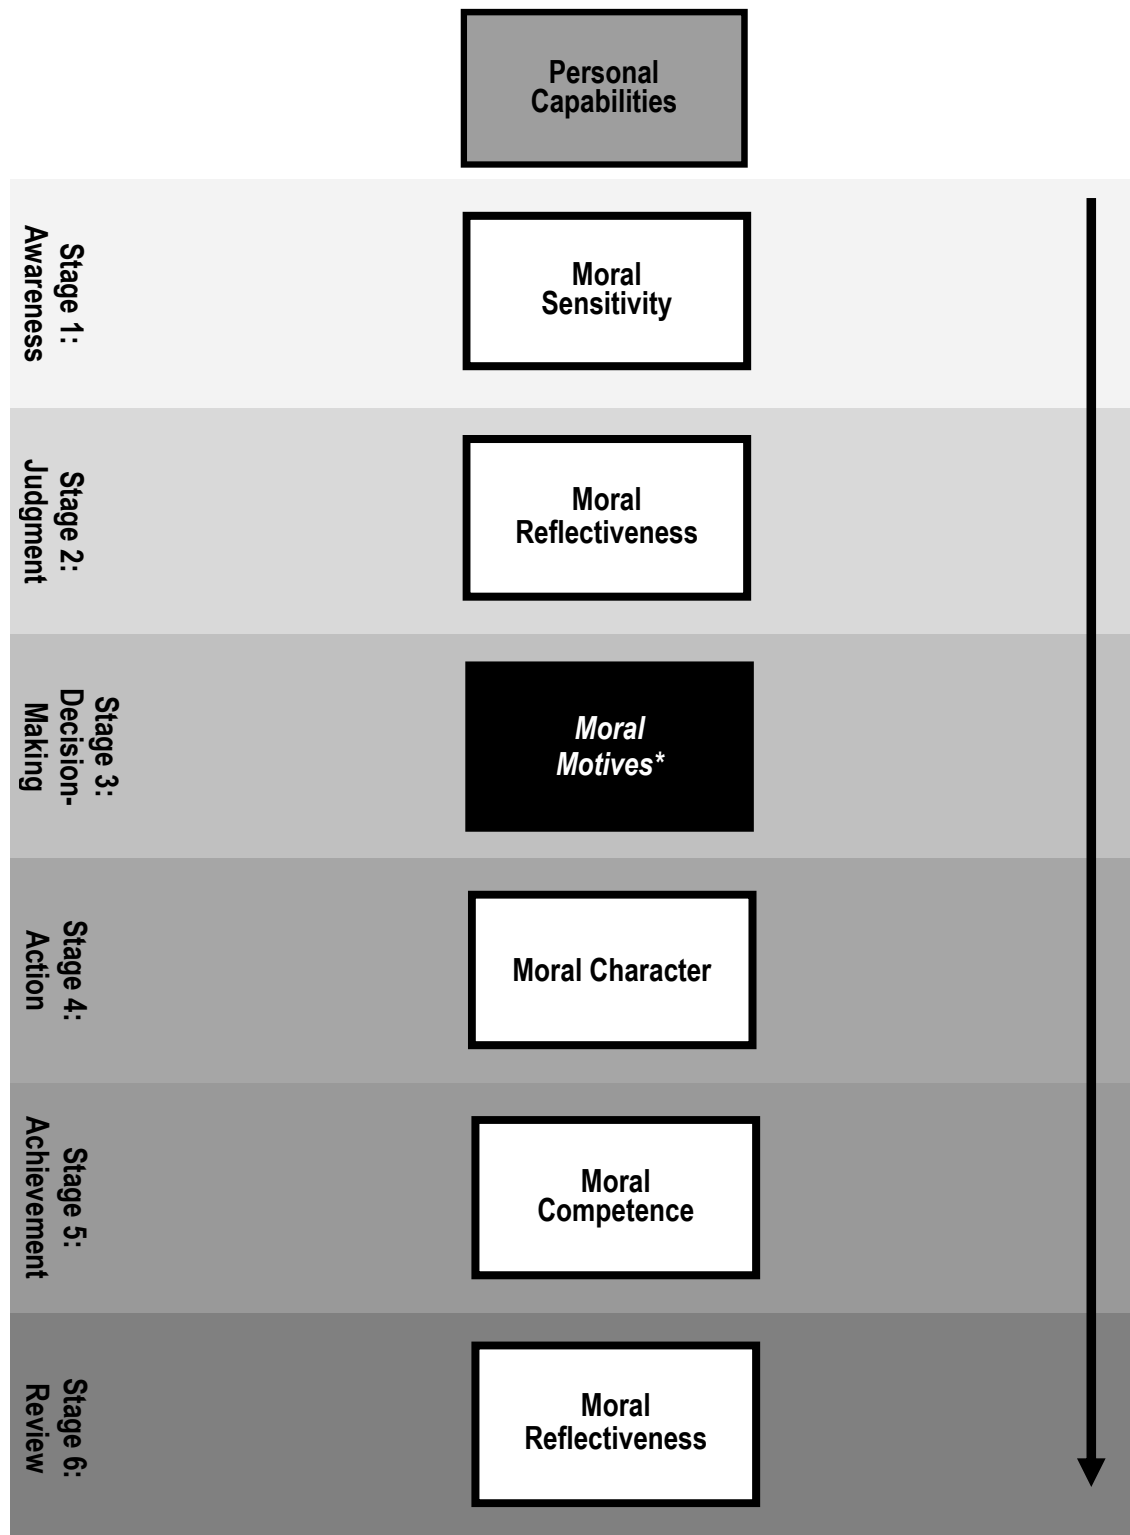 Personal
Capabilities
Stage 1:
Awareness
Moral
Sensitivity
Stage 2:
Judgment
Moral
Reflectiveness
Stage 3:
Decision-
Making
Moral
Motives*
Stage 4:
Action
Moral Character
Stage 5:
Achievement
Moral
Competence
Stage 6:
Review
Moral
Reflectiveness